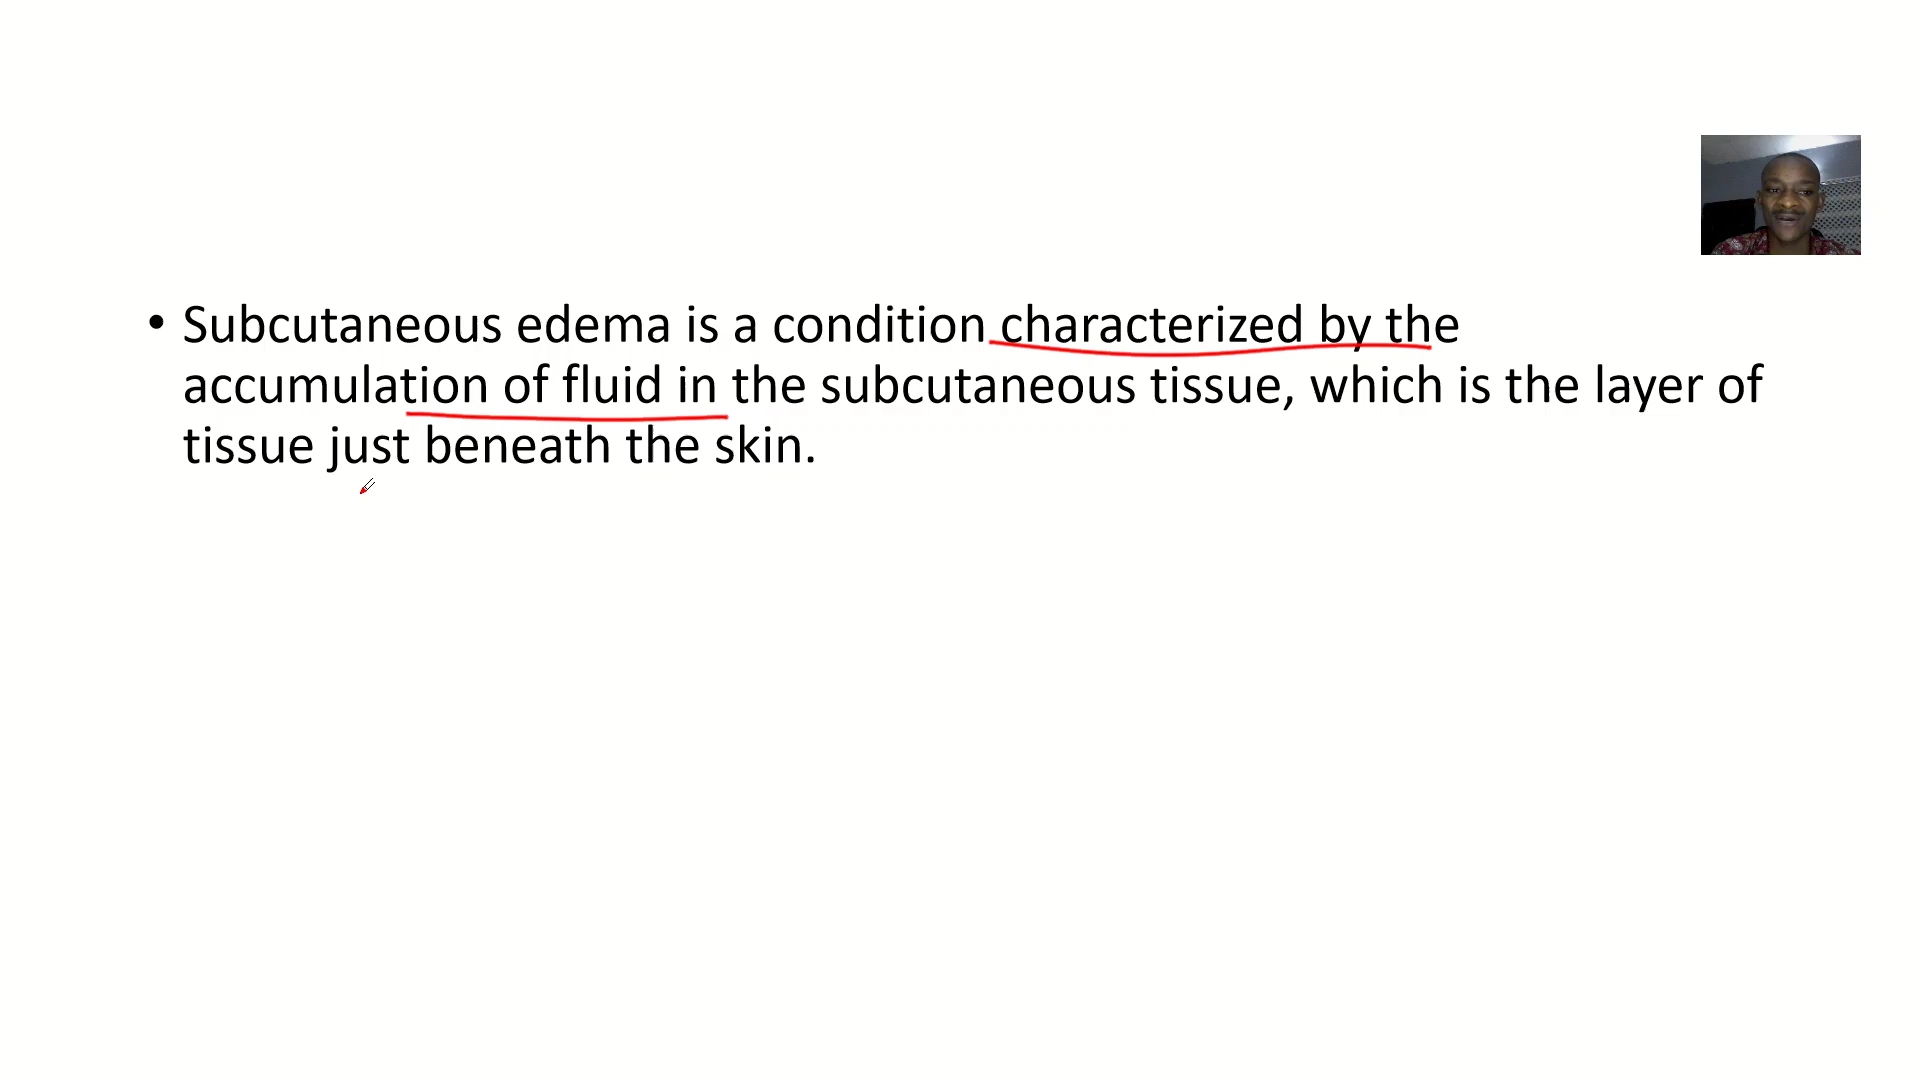 • Subcutaneous edema is a condition characterized by the
accumulation of fluid in the subcutaneous tissue, which is the layer of
tissue just beneath the skin.